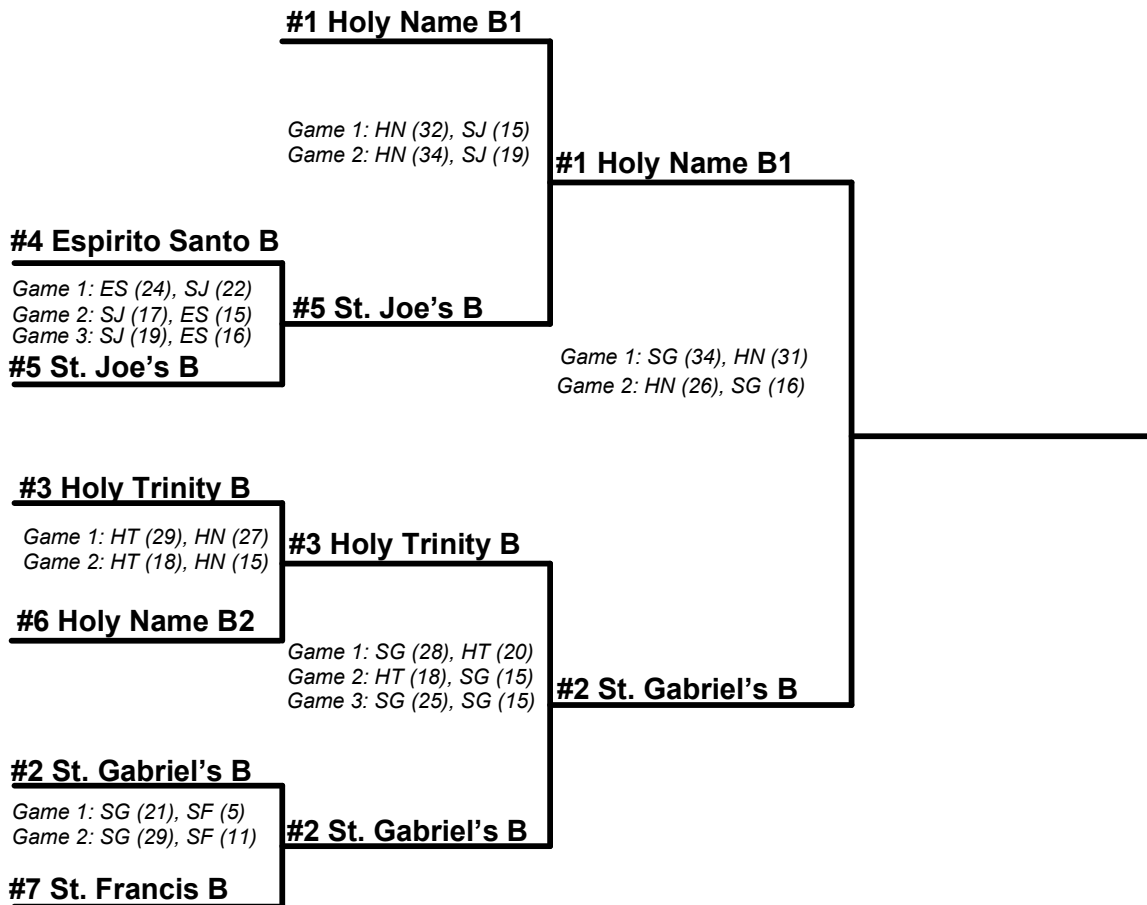 #1 Holy Name B1
Game 1: HN (32), SJ (15)
Game 2: HN (34), SJ (19)
#1 Holy Name B1
#4 Espirito Santo B
Game 1: ES (24), SJ (22)
Game 2: SJ (17), ES (15)
Game 3: SJ (19), ES (16)
#5 St. Joe’s B
#5 St. Joe’s B
Game 1: SG (34), HN (31)
Game 2: HN (26), SG (16)
#3 Holy Trinity B
Game 1: HT (29), HN (27)
Game 2: HT (18), HN (15)
#3 Holy Trinity B
#6 Holy Name B2
Game 1: SG (28), HT (20)
Game 2: HT (18), SG (15)
Game 3: SG (25), SG (15)
#2 St. Gabriel’s B
#2 St. Gabriel’s B
Game 1: SG (21), SF (5)
Game 2: SG (29), SF (11)
#2 St. Gabriel’s B
#7 St. Francis B